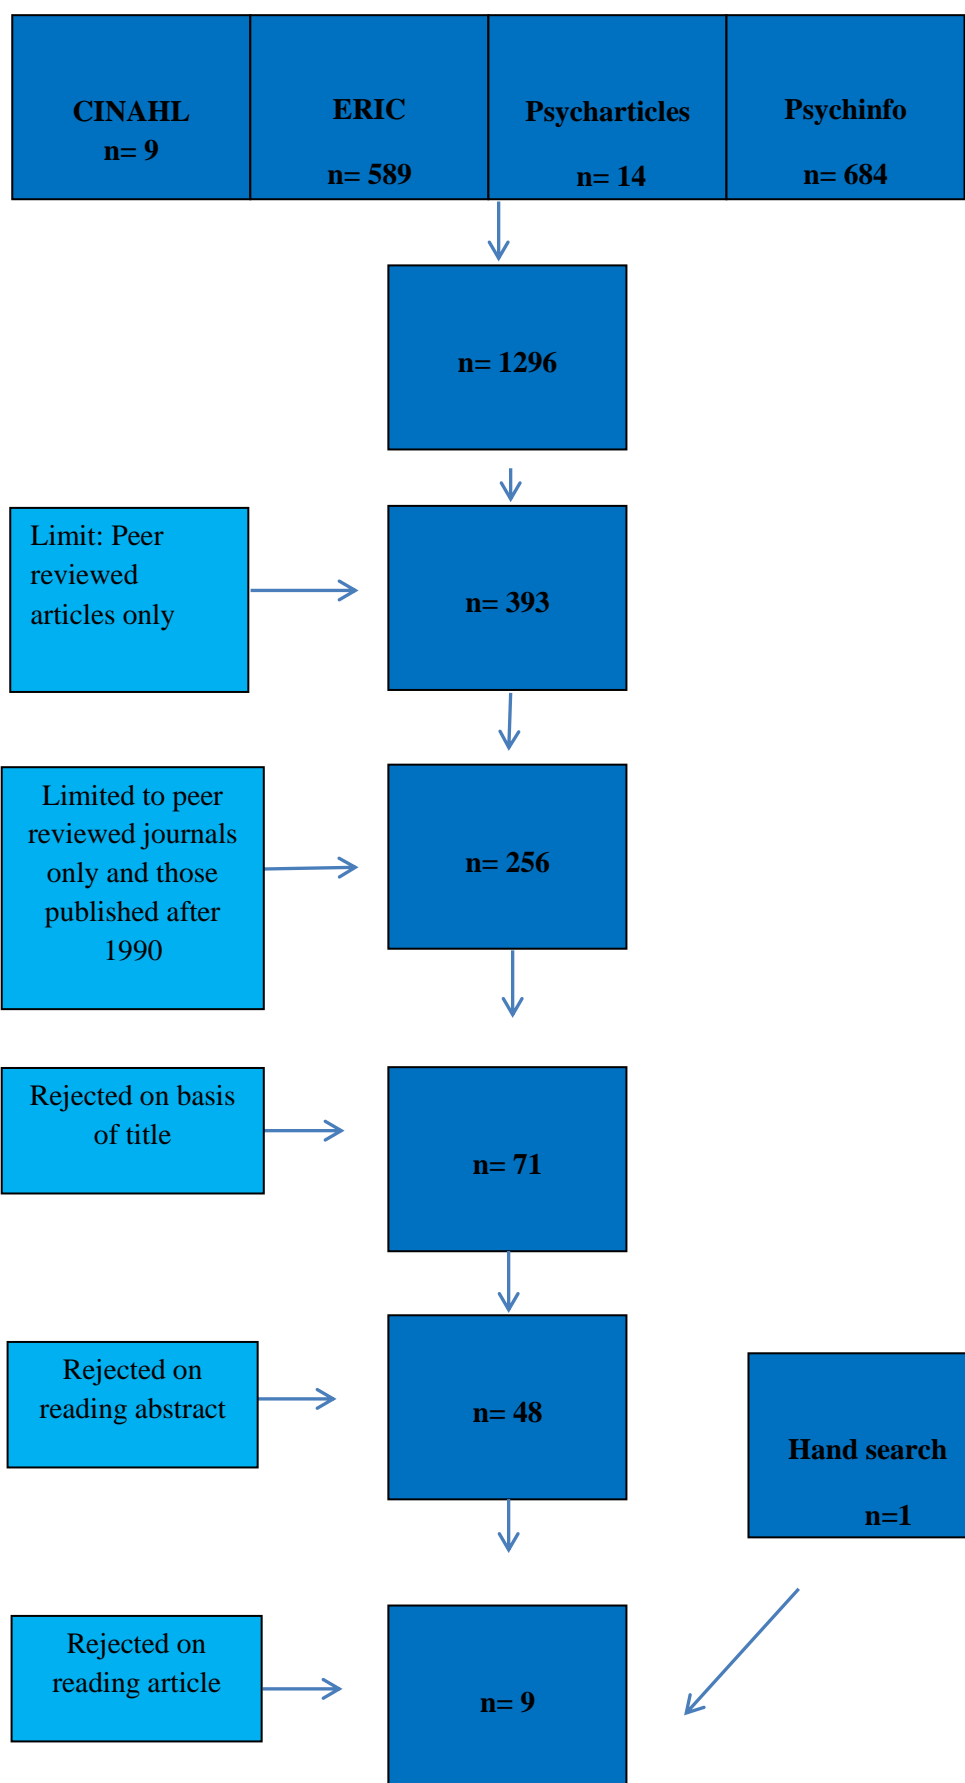 CINAHL
n= 9
ERIC
n= 589
Psycharticles
n= 14
Psychinfo
n= 684
n= 1296
Limit: Peer
reviewed
articles only
n= 393
Limited to peer
reviewed journals
only and those
published after
1990
n= 256
Rejected on basis
of title
n= 71
Rejected on
reading abstract
n= 48
Hand search
n=1
Rejected on
reading article
n= 9